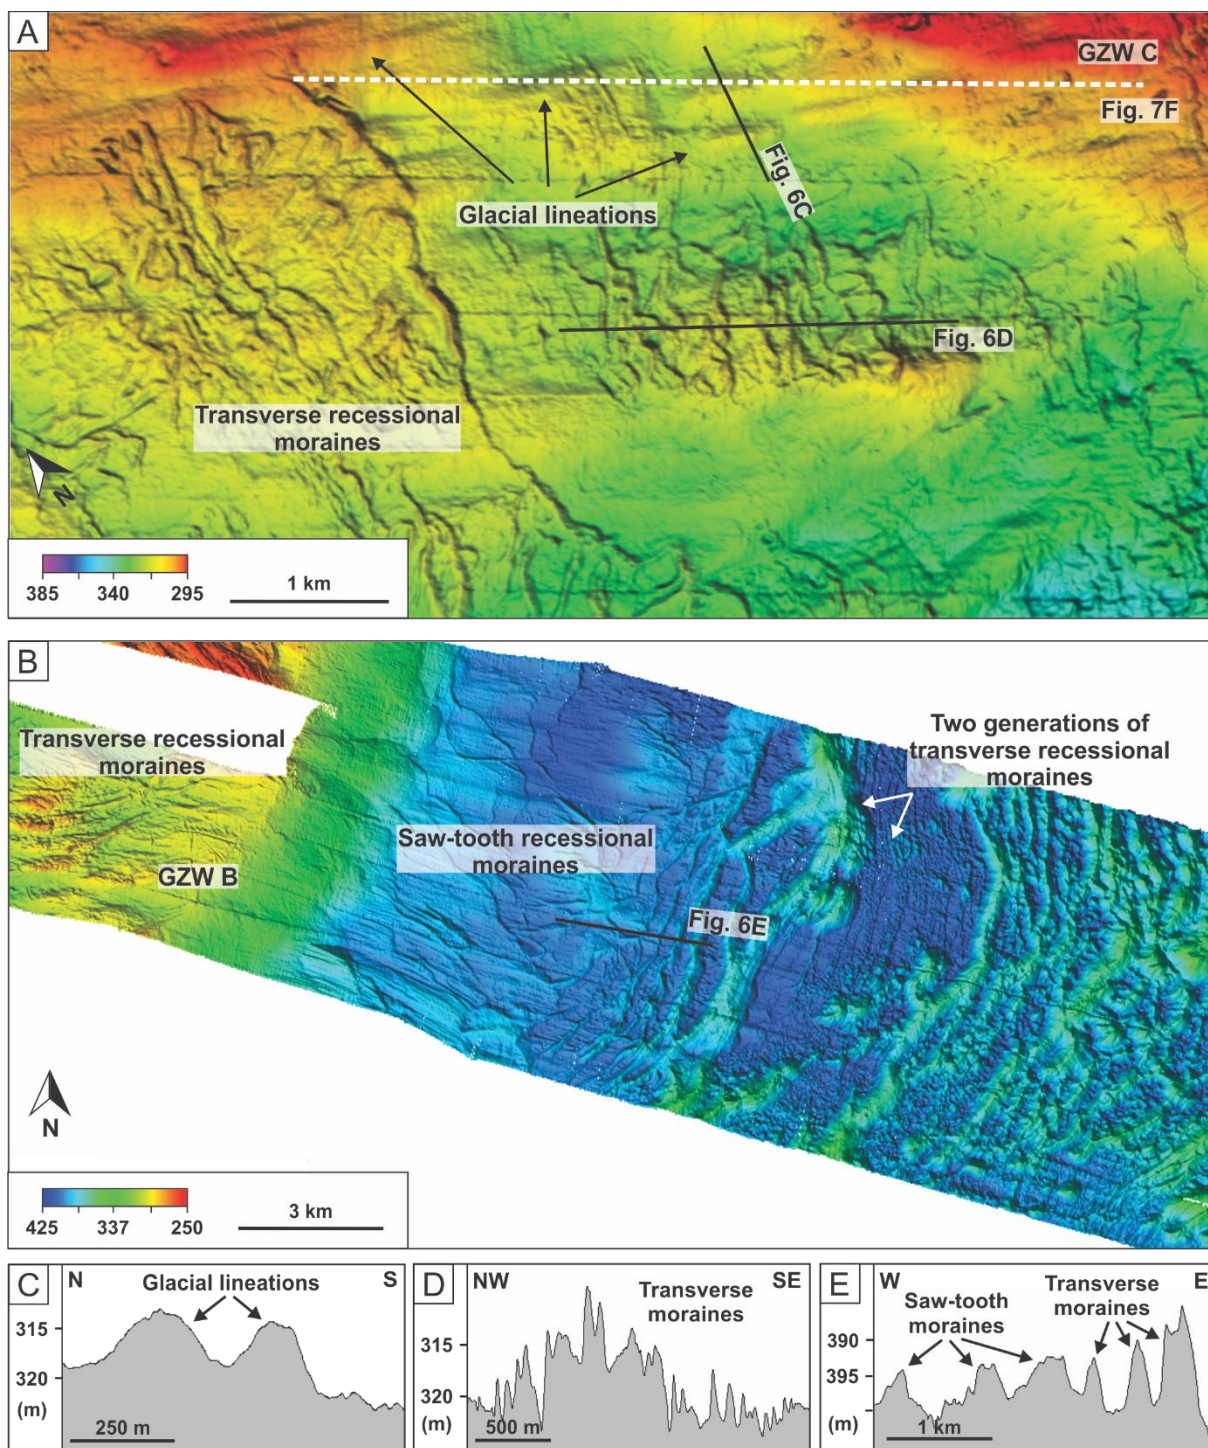 A
GZW C
Fig. 7F
Fig. 6C
Glacial lineations
Fig. 6D
Transverse recessional
moraines
N
385 340 295
1 km
B
Transverse recessional
moraines
Two generations of
transverse recessional
moraines
Saw-tooth recessional
moraines
GZW B
Fig. 6E
N
425 337 250
3 km
C
N
Glacial lineations
S
315
320
(m)
250 m
D
NW
Transverse
moraines
SE
315
320
(m)
500 m
E
W
Saw-tooth
moraines
Transverse
moraines
E
390
395
(m)
1 km